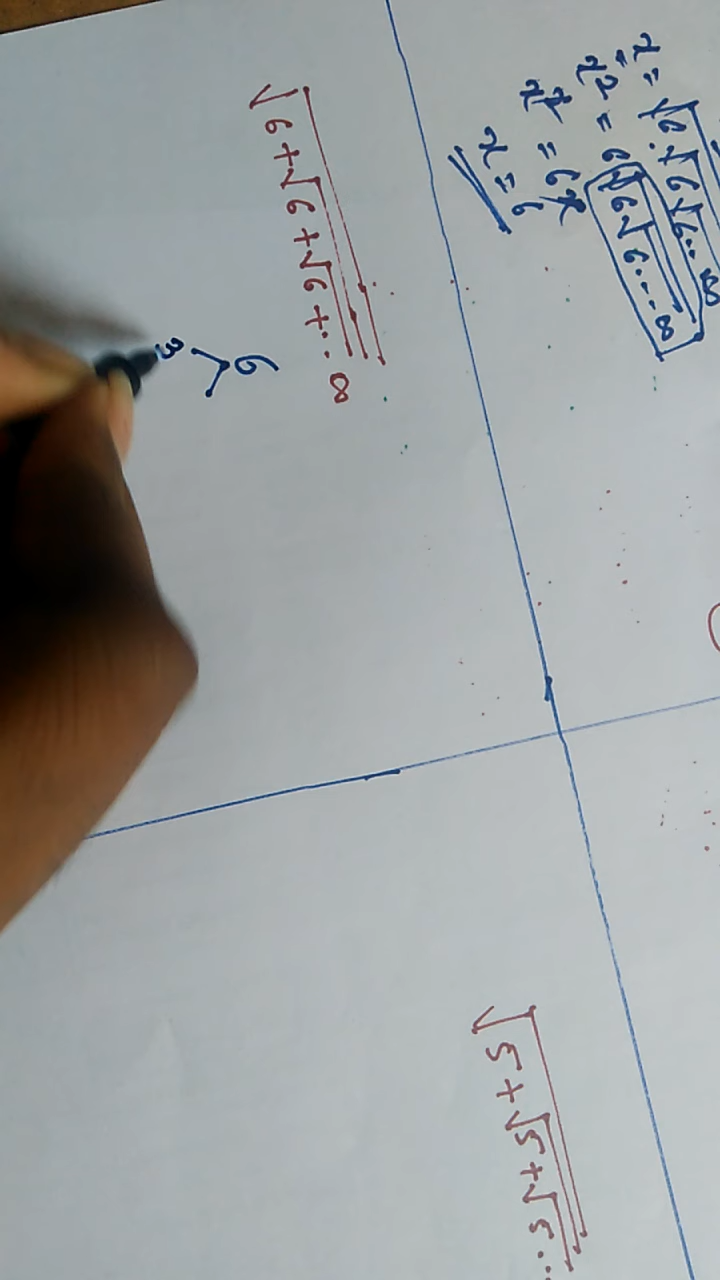 x = √6√6√6.. ∞
x² = 6√6√6.... ∞
x² = 6x
x = 6
√6+√6+√6+.. ∞
6
3
√5+√5+√5..